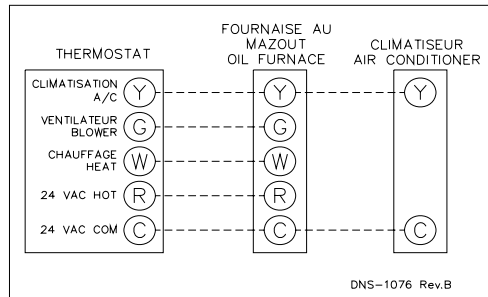 THERMOSTAT
FOURNAISE AU
MAZOUT
OIL FURNACE
CLIMATISEUR
AIR CONDITIONER
CLIMATISATION
A/C
Y
Y
Y
VENTILATEUR
BLOWER
G
G
CHAUFFAGE
HEAT
W
W
24 VAC HOT
R
R
24 VAC COM
C
C
C
DNS-1076 Rev.B